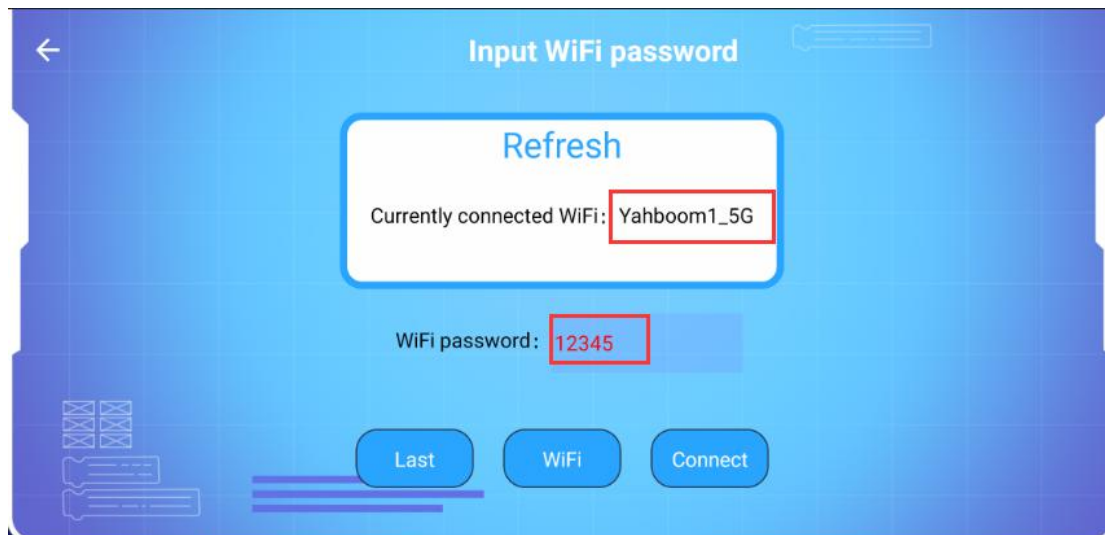 Input WiFi password
Refresh
Currently connected WiFi: Yahboom1_5G
WiFi password: 12345
Last WiFi Connect